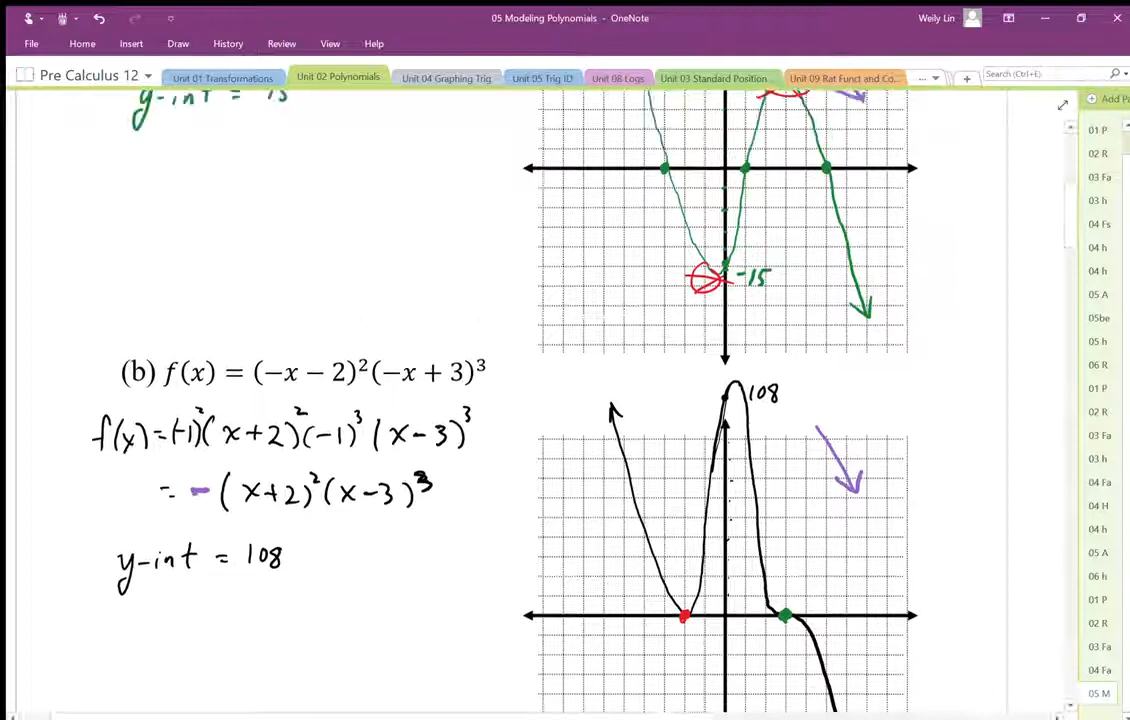 05 Modeling Polynomials - OneNote
Weily Lin
File Home Insert Draw History Review View Help
Pre Calculus 12
Unit 01 Transformations Unit 02 Polynomials Unit 04 Graphing Trig Unit 05 Trig ID Unit 08 Logs Unit 03 Standard Position Unit 09 Rat Funct and Co... ...
Search (Ctrl+E)
Add Pa
y-int = 15
-15
(b) f(x) = (−x − 2)²(−x + 3)³
f(x) = (-1)²(x+2)²(-1)³(x-3)³
= -(x+2)²(x-3)³
y-int = 108
108
01 P
02 R
03 Fa
03 h
04 Fs
04 h
04 h
05 A
05be
05 h
06 R
01 P
02 R
03 Fa
03 h
04 Fa
04 H
04 h
05 A
06 h
01 P
02 R
03 Fa
04 Fa
05 M